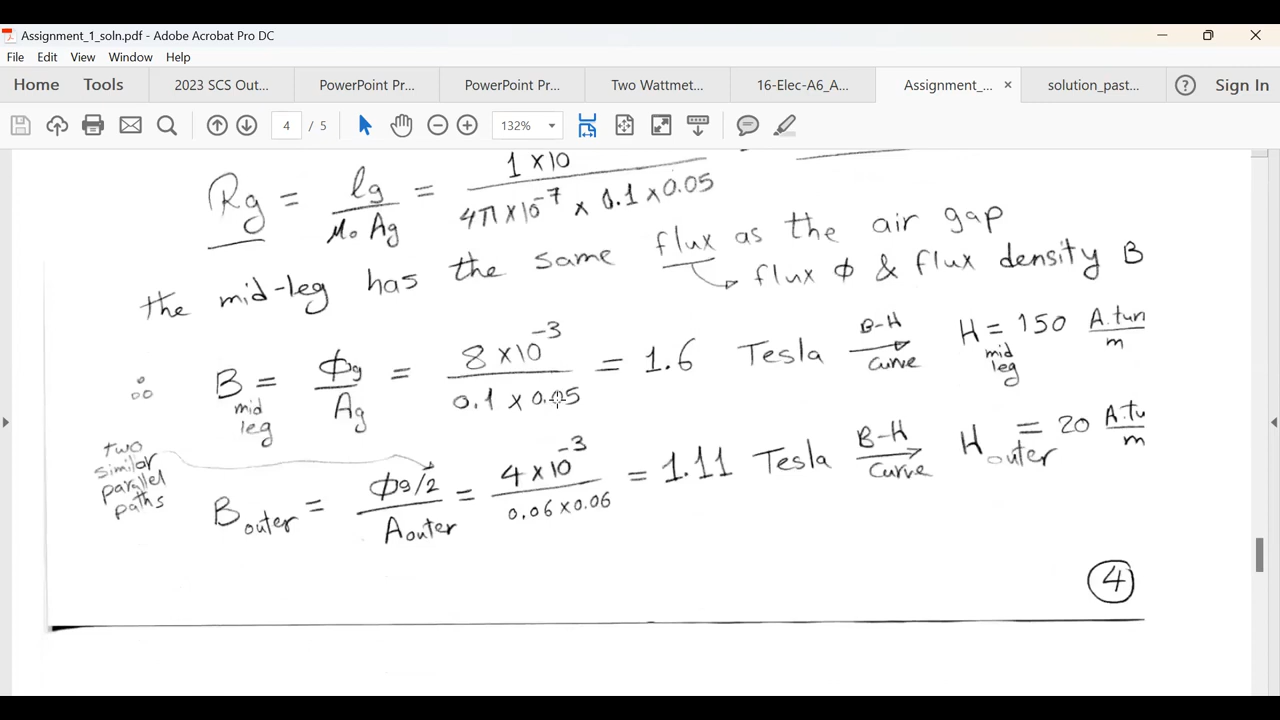 Assignment_1_soln.pdf - Adobe Acrobat Pro DC
File Edit View Window Help
Home Tools 2023 SCS Out... PowerPoint Pr... PowerPoint Pr... Two Wattmet... 16-Elec-A6_A... Assignment_... × solution_past... ? Sign In
4 / 5 132%
Rg = lg / μ₀ Ag = 1 × 10 / 4π×10⁻⁷ × 0.1 × 0.05 =
the mid-leg has the same flux as the air gap
flux ϕ & flux density B
∴ B mid leg = ϕg / Ag = 8 × 10⁻³ / 0.1 × 0.05 = 1.6 Tesla B-H curve → H mid leg = 150 A.tun / m
two similar parallel paths
B outer = ϕg/2 / A outer = 4 × 10⁻³ / 0.06 × 0.06 = 1.11 Tesla B-H Curve → H outer = 20 A.tu / m
4